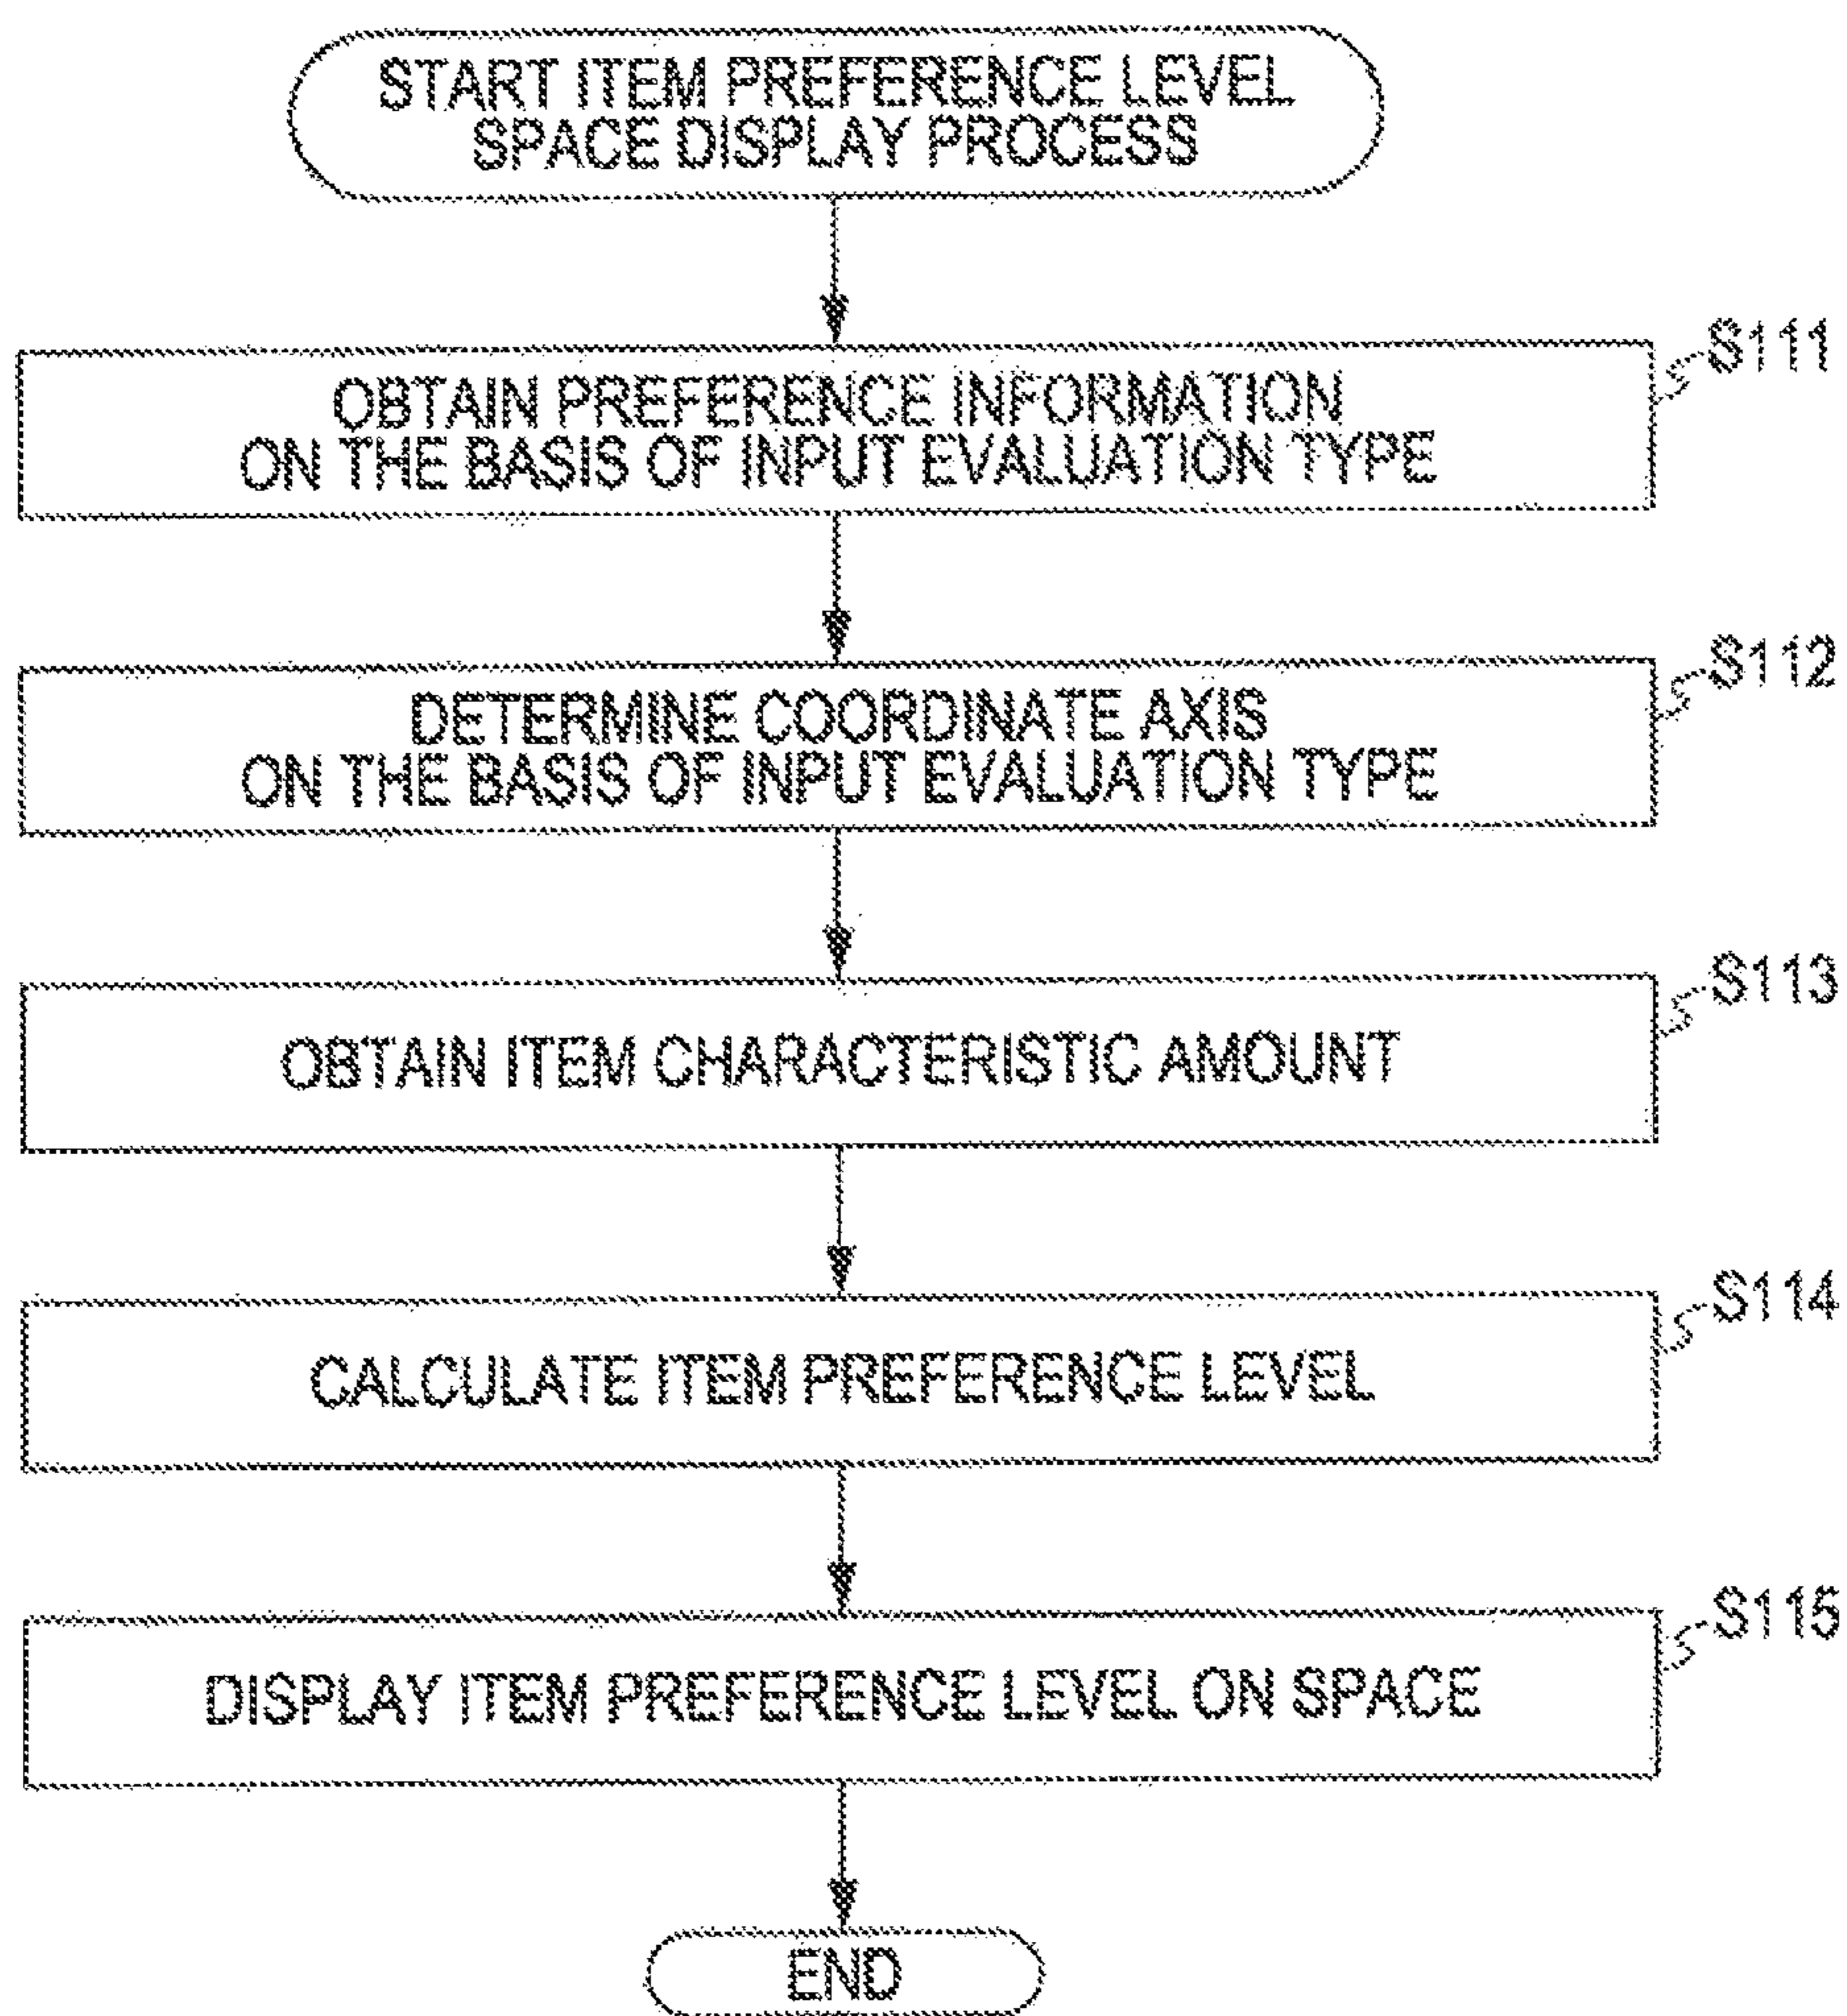 START ITEM PREFERENCE LEVEL
SPACE DISPLAY PROCESS
S111
OBTAIN PREFERENCE INFORMATION
ON THE BASIS OF INPUT EVALUATION TYPE
S112
DETERMINE COORDINATE AXIS
ON THE BASIS OF INPUT EVALUATION TYPE
S113
OBTAIN ITEM CHARACTERISTIC AMOUNT
S114
CALCULATE ITEM PREFERENCE LEVEL
S115
DISPLAY ITEM PREFERENCE LEVEL ON SPACE
END